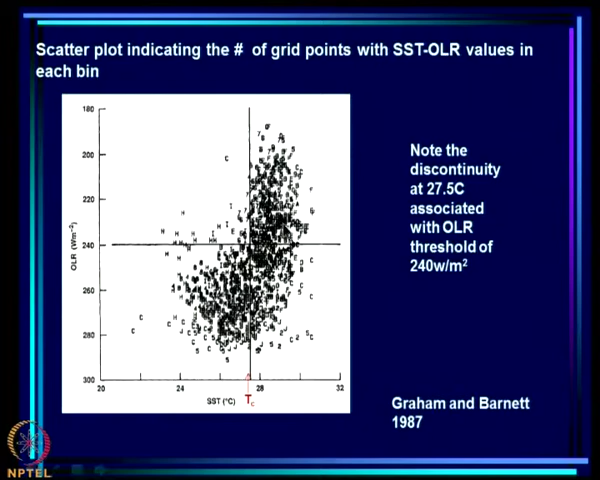 Scatter plot indicating the # of grid points with SST-OLR values in
each bin
180
200
220
240
260
280
300
OLR (Wm⁻²)
20
24
28
32
SST (°C)
Tc
Note the
discontinuity
at 27.5C
associated
with OLR
threshold of
240w/m²
Graham and Barnett
1987
NPTEL